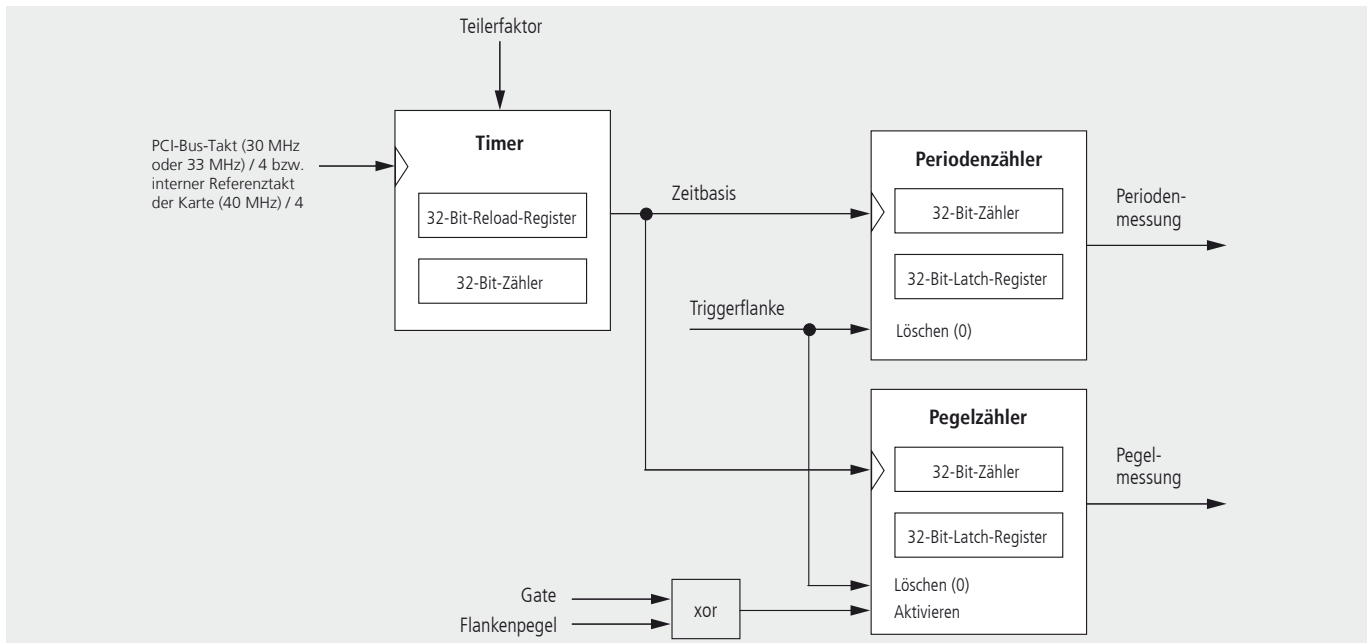 Teilerfaktor
PCI-Bus-Takt (30 MHz
oder 33 MHz) / 4 bzw.
interner Referenztakt
der Karte (40 MHz) / 4
Timer
32-Bit-Reload-Register
32-Bit-Zähler
Zeitbasis
Triggerflanke
Periodenzähler
32-Bit-Zähler
32-Bit-Latch-Register
Löschen (0)
Perioden-
messung
Pegelzähler
32-Bit-Zähler
32-Bit-Latch-Register
Löschen (0)
Aktivieren
Pegel-
messung
Gate
Flankenpegel
xor